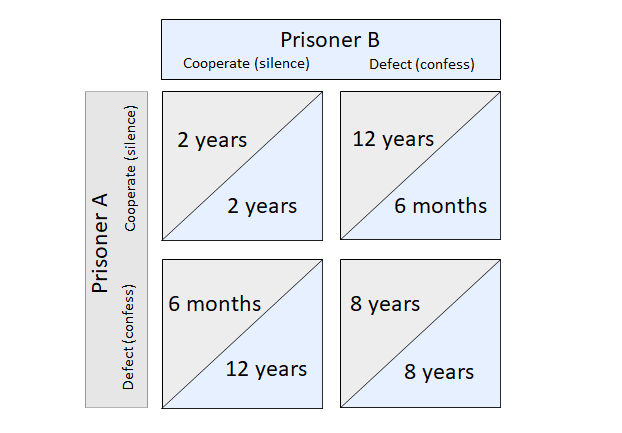 Prisoner B
Cooperate (silence) Defect (confess)
Prisoner A
Cooperate (silence)
Defect (confess)
2 years
2 years
12 years
6 months
6 months
12 years
8 years
8 years